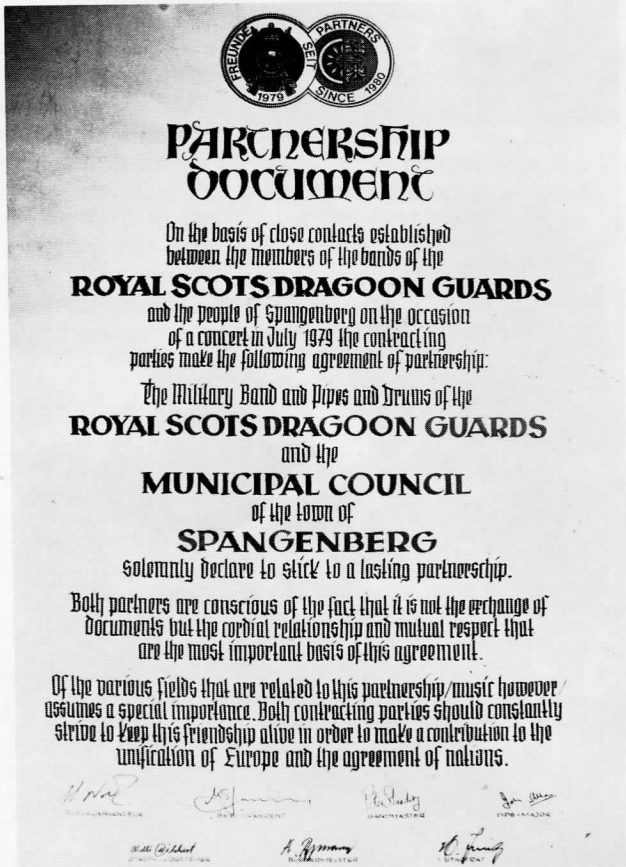 FREUNDE SEIT 1979
PARTNERS SINCE 1980
PARTNERSHIP
DOCUMENT
On the basis of close contacts established
between the members of the bands of the
ROYAL SCOTS DRAGOON GUARDS
and the people of Spangenberg on the occasion
of a concert in July 1979 the contracting
parties make the following agreement of partnership:
The Military Band and Pipes and Drums of the
ROYAL SCOTS DRAGOON GUARDS
and the
MUNICIPAL COUNCIL
of the town of
SPANGENBERG
solemnly declare to stick to a lasting partnerschip.
Both partners are conscious of the fact that it is not the exchange of
documents but the cordial relationship and mutual respect that
are the most important basis of this agreement.
Of the various fields that are related to this partnership/music however/
assumes a special importance. Both contracting parties should constantly
strive to keep this friendship alive in order to make a contribution to the
unification of Europe and the agreement of nations.
BANDMASTER
PIPE-MAJOR